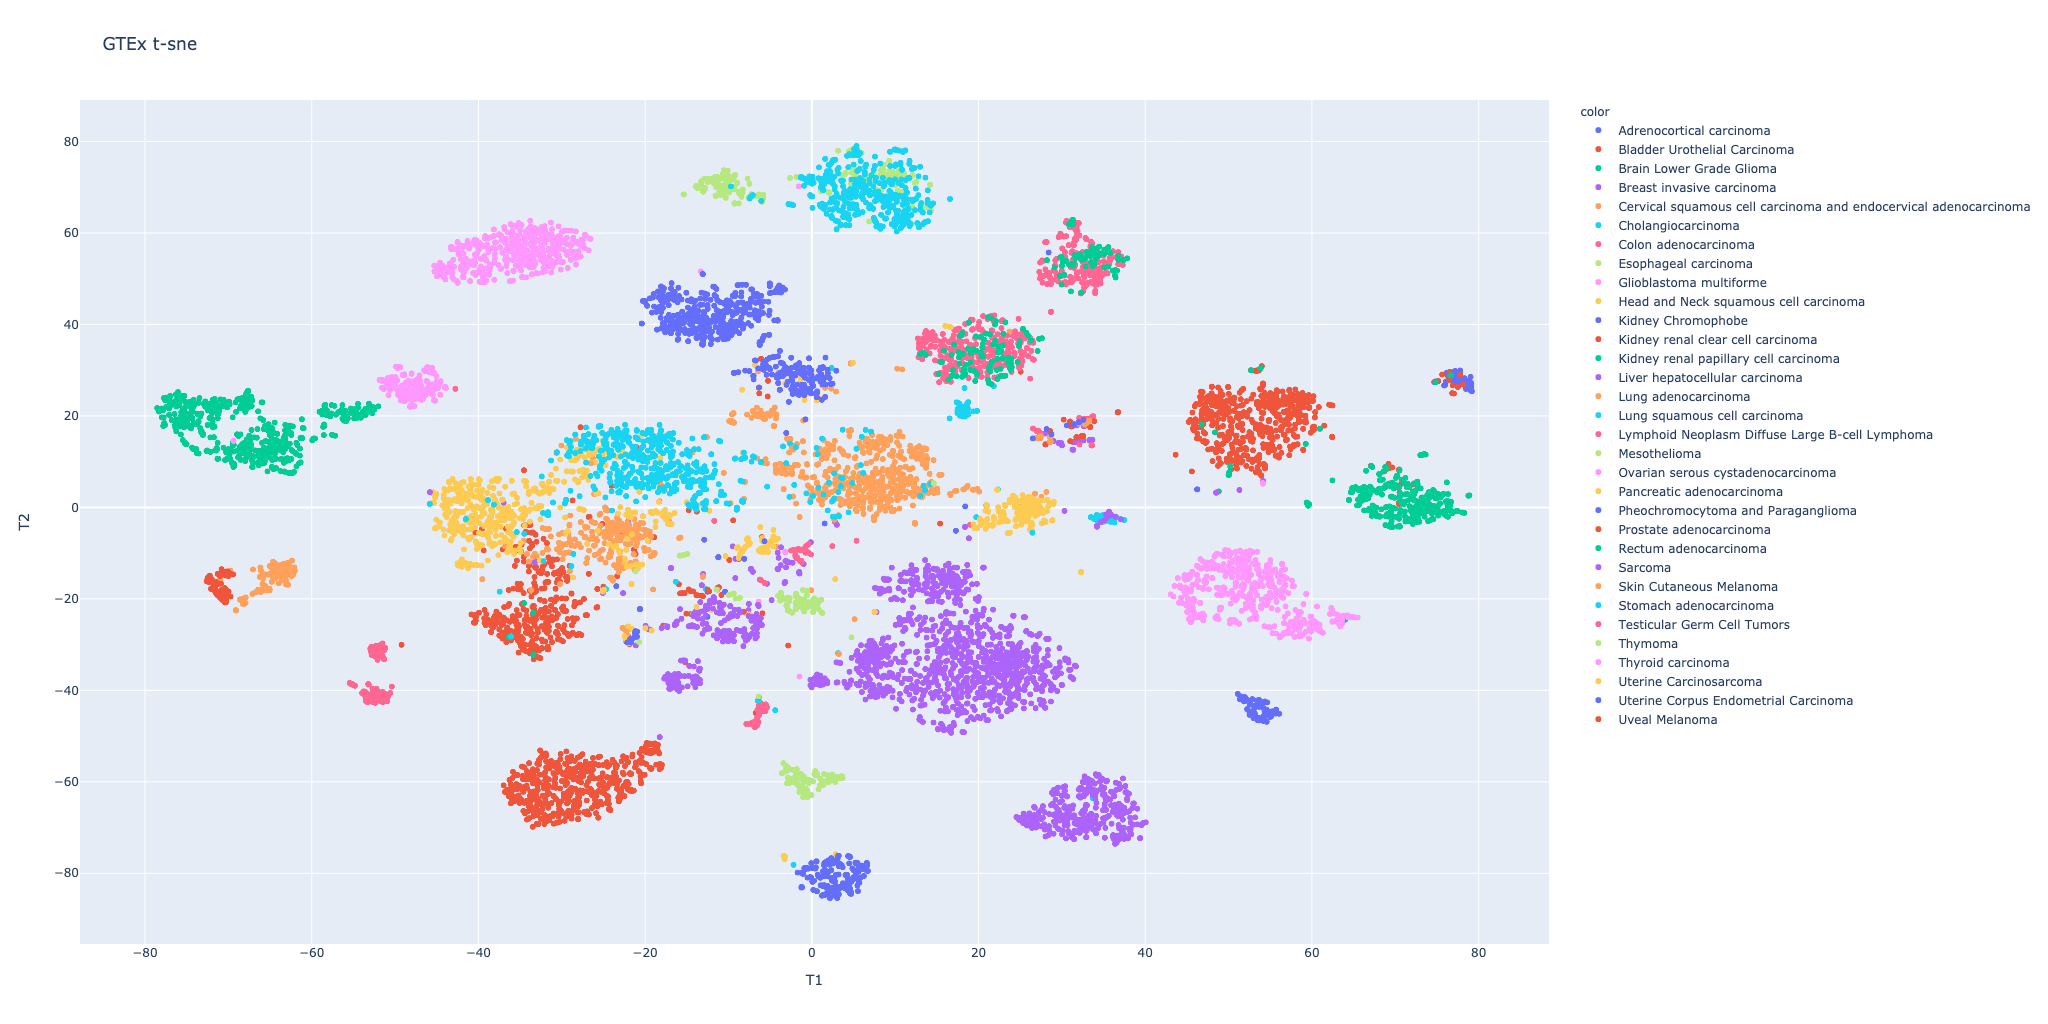 GTEx t-sne
T2
80
60
40
20
0
−20
−40
−60
−80
−80
−60
−40
−20
0
20
40
60
80
T1
color
Adrenocortical carcinoma
Bladder Urothelial Carcinoma
Brain Lower Grade Glioma
Breast invasive carcinoma
Cervical squamous cell carcinoma and endocervical adenocarcinoma
Cholangiocarcinoma
Colon adenocarcinoma
Esophageal carcinoma
Glioblastoma multiforme
Head and Neck squamous cell carcinoma
Kidney Chromophobe
Kidney renal clear cell carcinoma
Kidney renal papillary cell carcinoma
Liver hepatocellular carcinoma
Lung adenocarcinoma
Lung squamous cell carcinoma
Lymphoid Neoplasm Diffuse Large B-cell Lymphoma
Mesothelioma
Ovarian serous cystadenocarcinoma
Pancreatic adenocarcinoma
Pheochromocytoma and Paraganglioma
Prostate adenocarcinoma
Rectum adenocarcinoma
Sarcoma
Skin Cutaneous Melanoma
Stomach adenocarcinoma
Testicular Germ Cell Tumors
Thymoma
Thyroid carcinoma
Uterine Carcinosarcoma
Uterine Corpus Endometrial Carcinoma
Uveal Melanoma